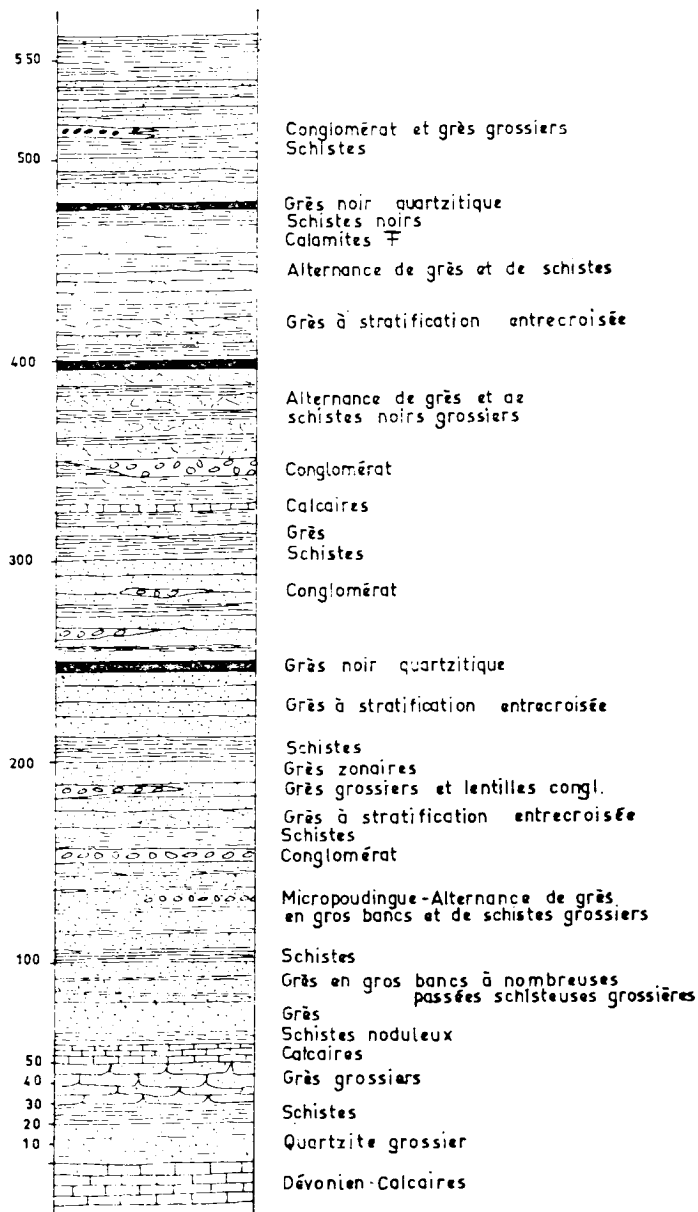 550
Conglomérat et grès grossiers
500
Schistes
Grès noir quartzitique
Schistes noirs
Calamites
Alternance de grès et de schistes
Grès à stratification entrecroisée
400
Alternance de grès et de
schistes noirs grossiers
Conglomérat
Calcaires
Grès
Schistes
300
Conglomérat
Grès noir quartzitique
Grès à stratification entrecroisée
Schistes
200
Grès zonaires
Grès grossiers et lentilles congl.
Grès à stratification entrecroisée
Schistes
Conglomérat
Micropoudingue-Alternance de grès
en gros bancs et de schistes grossiers
100
Schistes
Grès en gros bancs à nombreuses
passées schisteuses grossières
Grès
Schistes noduleux
Calcaires
50
40
Grès grossiers
30
Schistes
20
10
Quartzite grossier
Dévonien-Calcaires